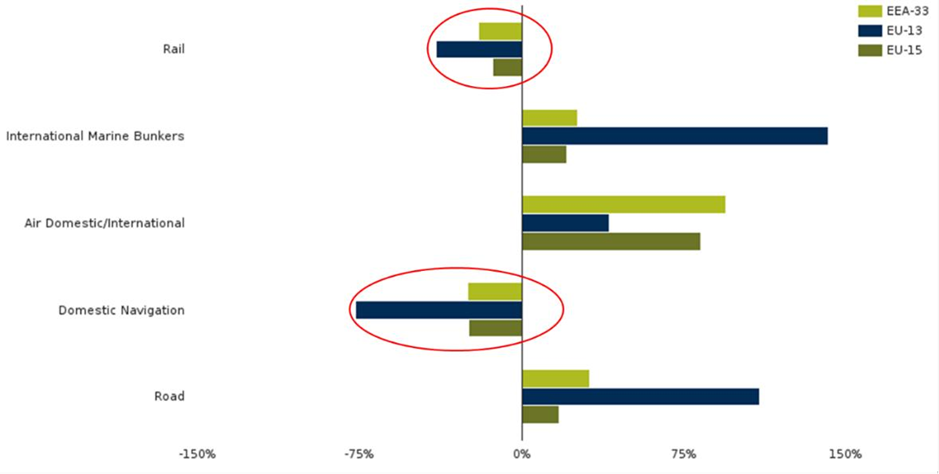 EEA-33
EU-13
EU-15
Rail
International Marine Bunkers
Air Domestic/International
Domestic Navigation
Road
-150% -75% 0% 75% 150%